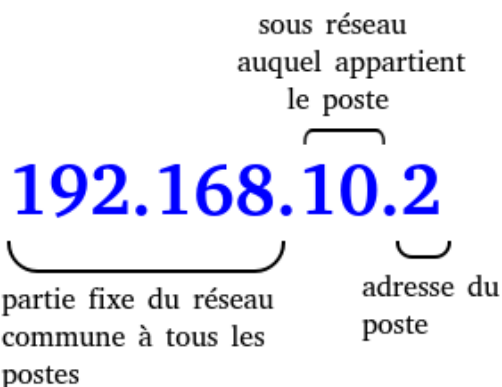 sous réseau
auquel appartient
le poste
192.168.10.2
partie fixe du réseau
commune à tous les
postes
adresse du
poste